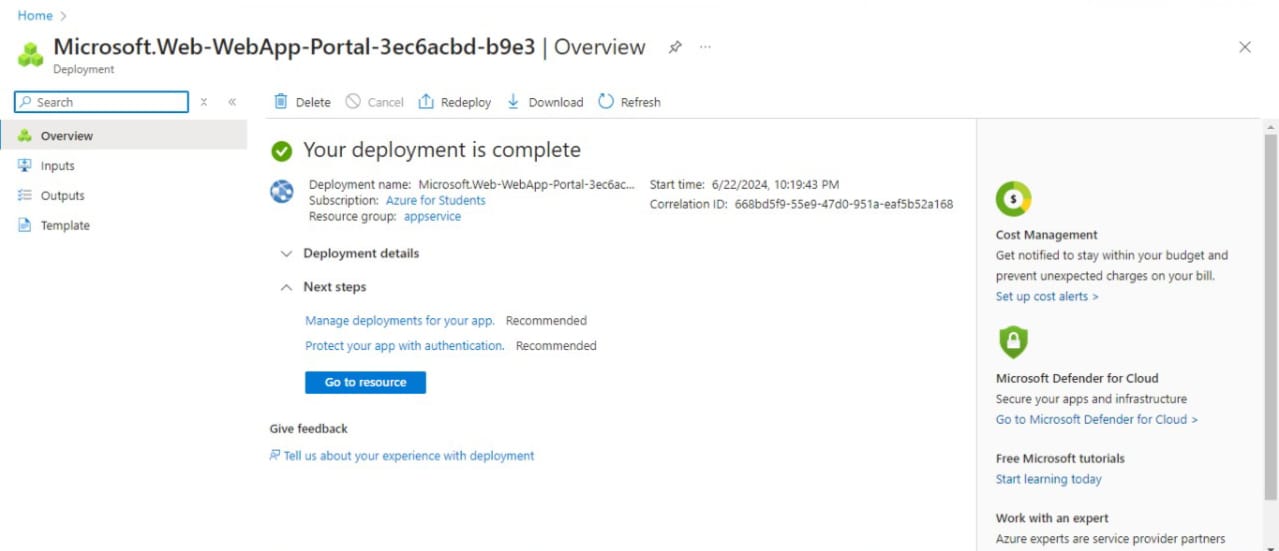 Home >
Microsoft.Web-WebApp-Portal-3ec6acbd-b9e3 | Overview ...
Deployment
Search
«
Delete Cancel Redeploy Download Refresh
Overview
Inputs
Outputs
Template
Your deployment is complete
Deployment name: Microsoft.Web-WebApp-Portal-3ec6ac...
Subscription: Azure for Students
Resource group: appservice
Start time: 6/22/2024, 10:19:43 PM
Correlation ID: 668bd5f9-55e9-47d0-951a-eaf5b52a168
Deployment details
Next steps
Manage deployments for your app. Recommended
Protect your app with authentication. Recommended
Go to resource
Give feedback
Tell us about your experience with deployment
$
Cost Management
Get notified to stay within your budget and
prevent unexpected charges on your bill.
Set up cost alerts >
Microsoft Defender for Cloud
Secure your apps and infrastructure
Go to Microsoft Defender for Cloud >
Free Microsoft tutorials
Start learning today
Work with an expert
Azure experts are service provider partners